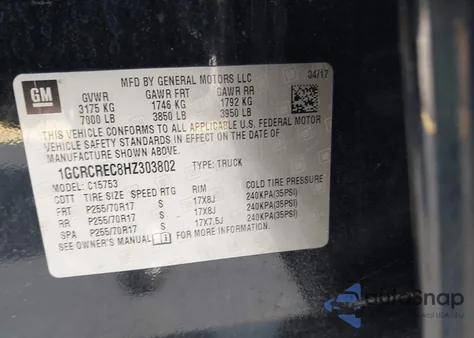 MFD BY GENERAL MOTORS LLC 04/17
GM
GVWR GAWR FRT GAWR RR
3175 KG 1746 KG 1792 KG
7000 LB 3850 LB 3950 LB
THIS VEHICLE CONFORMS TO ALL APPLICABLE U.S. FEDERAL MOTOR
VEHICLE SAFETY STANDARDS IN EFFECT ON THE DATE OF
MANUFACTURE SHOWN ABOVE.
1GCRCREC8HZ303802 TYPE: TRUCK
MODEL: C15753
CDTT TIRE SIZE SPEED RTG RIM COLD TIRE PRESSURE
FRT P255/70R17 S 17X8J 240KPA(35PSI)
RR P255/70R17 S 17X8J 240KPA(35PSI)
SPA P255/70R17 S 17X7.5J 240KPA(35PSI)
SEE OWNER'S MANUAL FOR MORE INFORMATION.
autoSnap